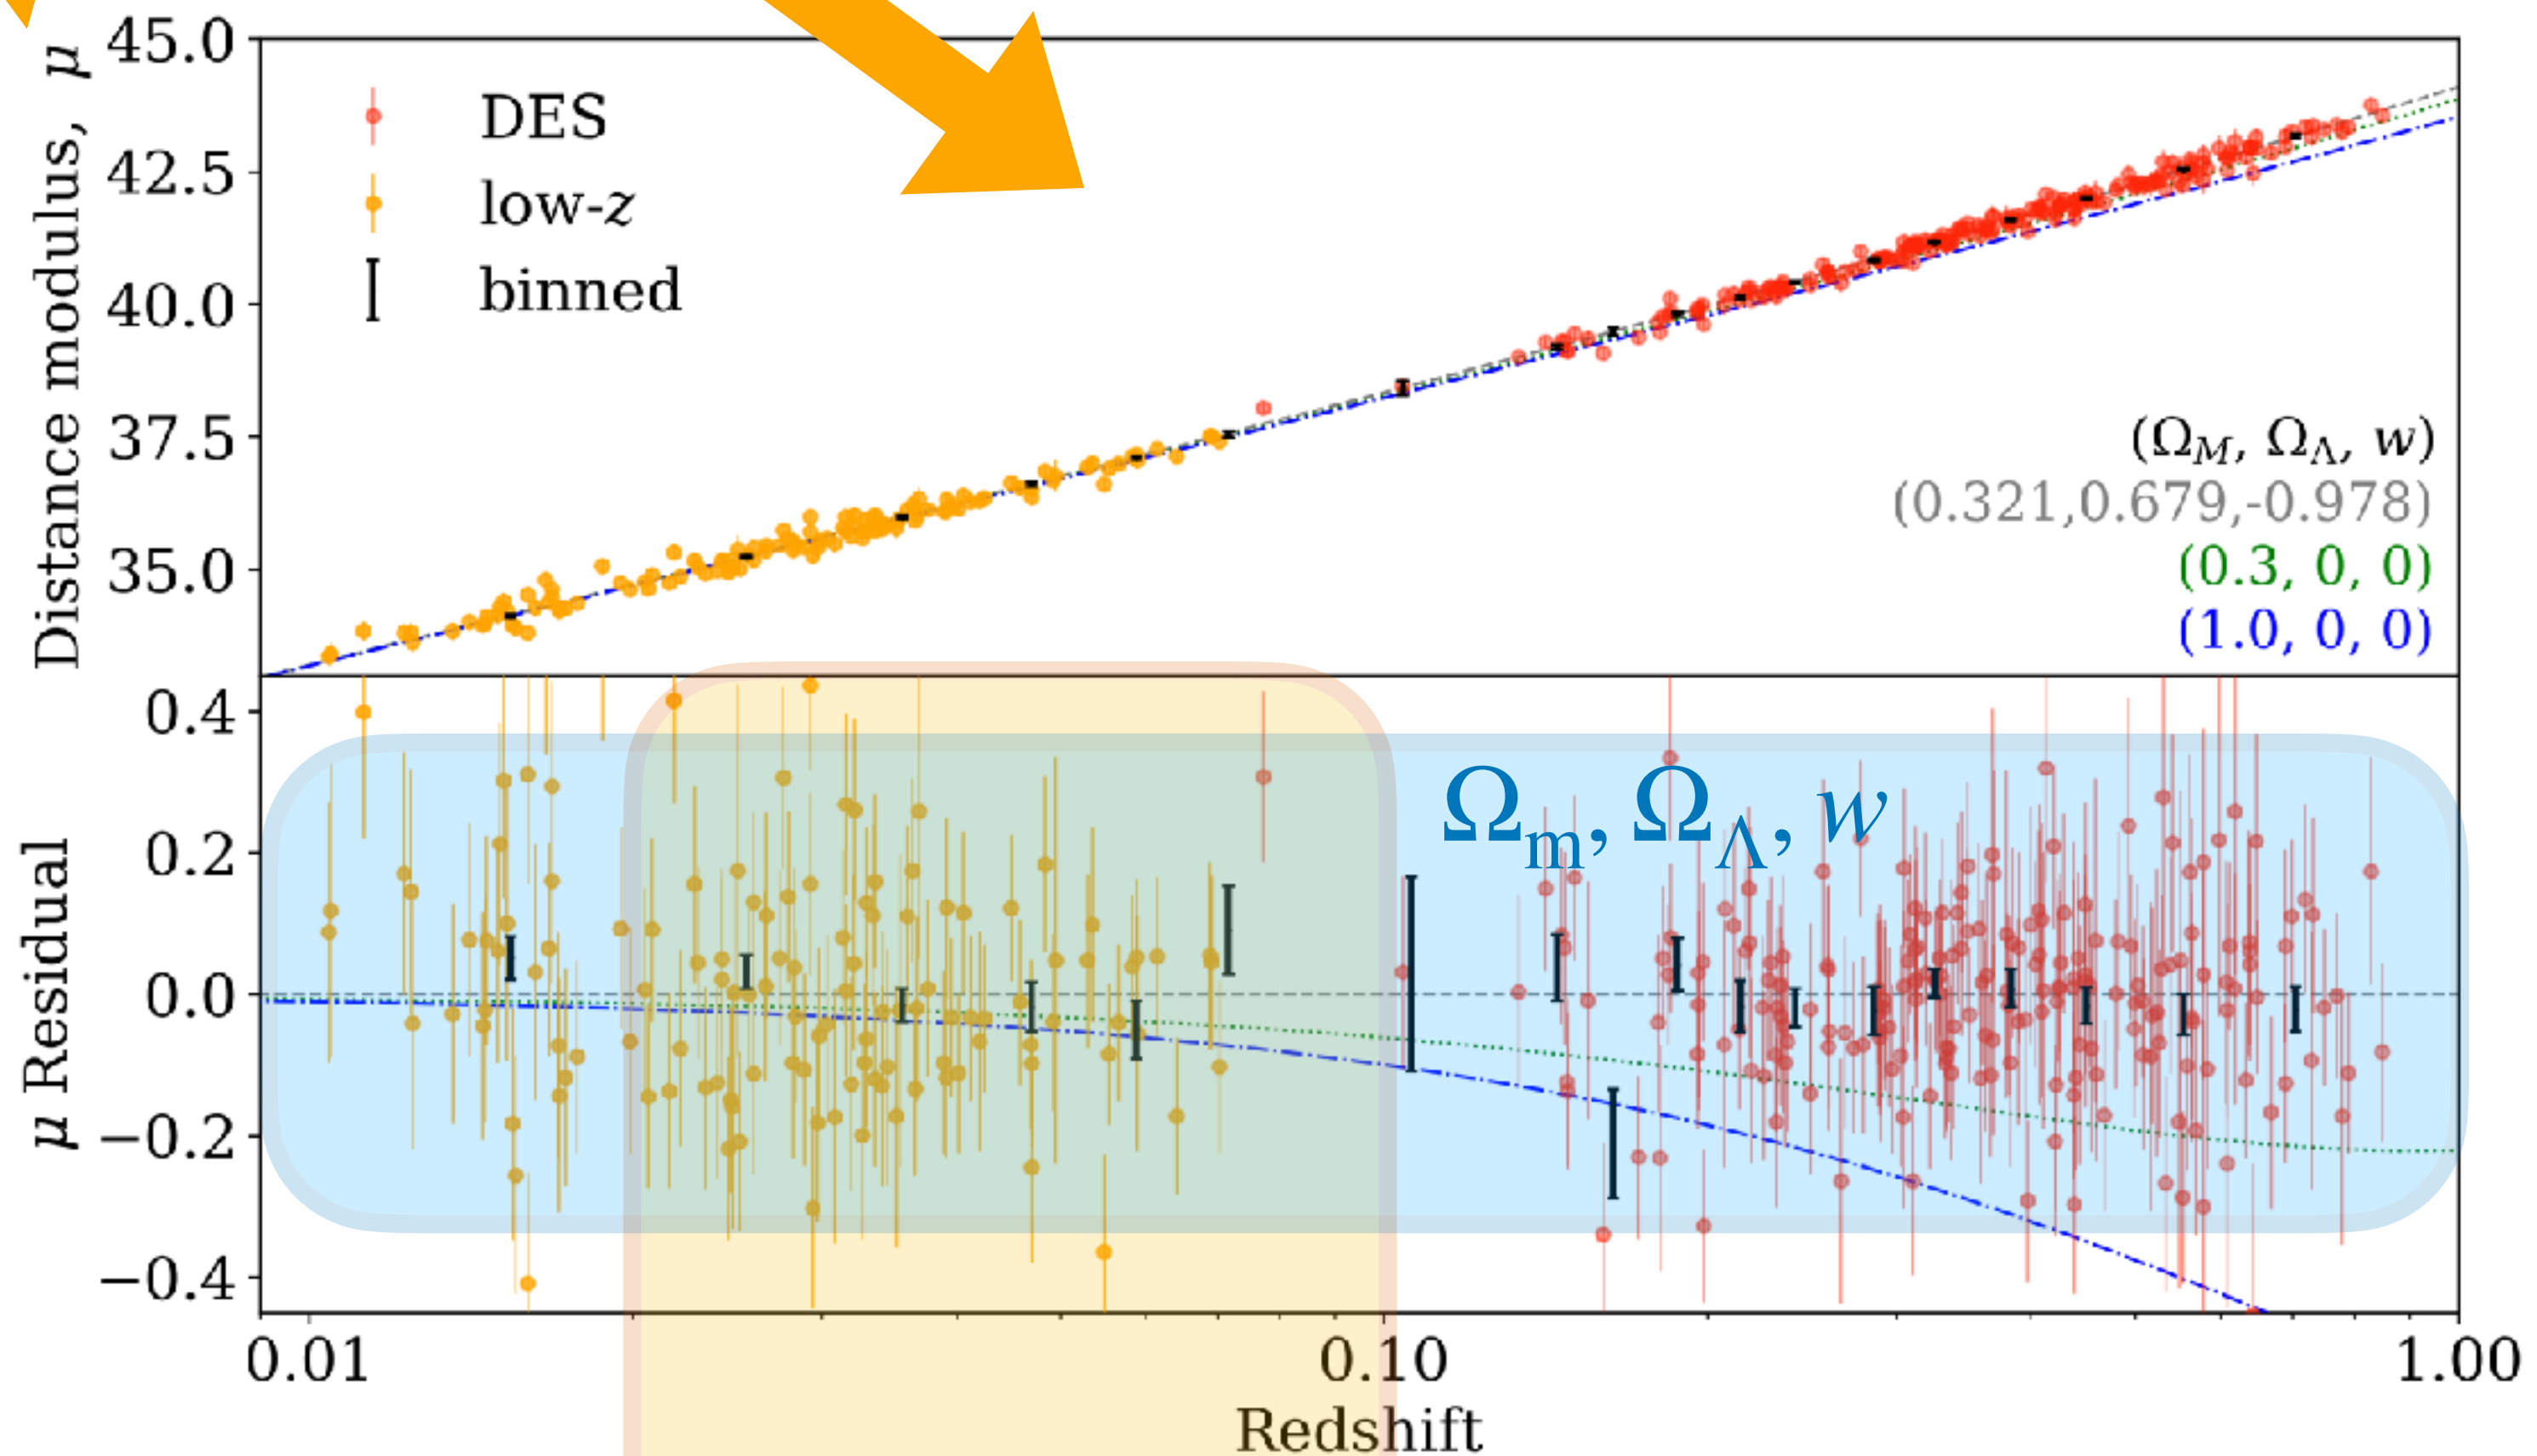 Distance modulus, μ
45.0
42.5
40.0
37.5
35.0
DES
low-z
binned
(Ω_M, Ω_Λ, w)
(0.321,0.679,-0.978)
(0.3, 0, 0)
(1.0, 0, 0)
μ Residual
0.4
0.2
0.0
−0.2
−0.4
Ω_m, Ω_Λ, w
0.01
0.10
1.00
Redshift